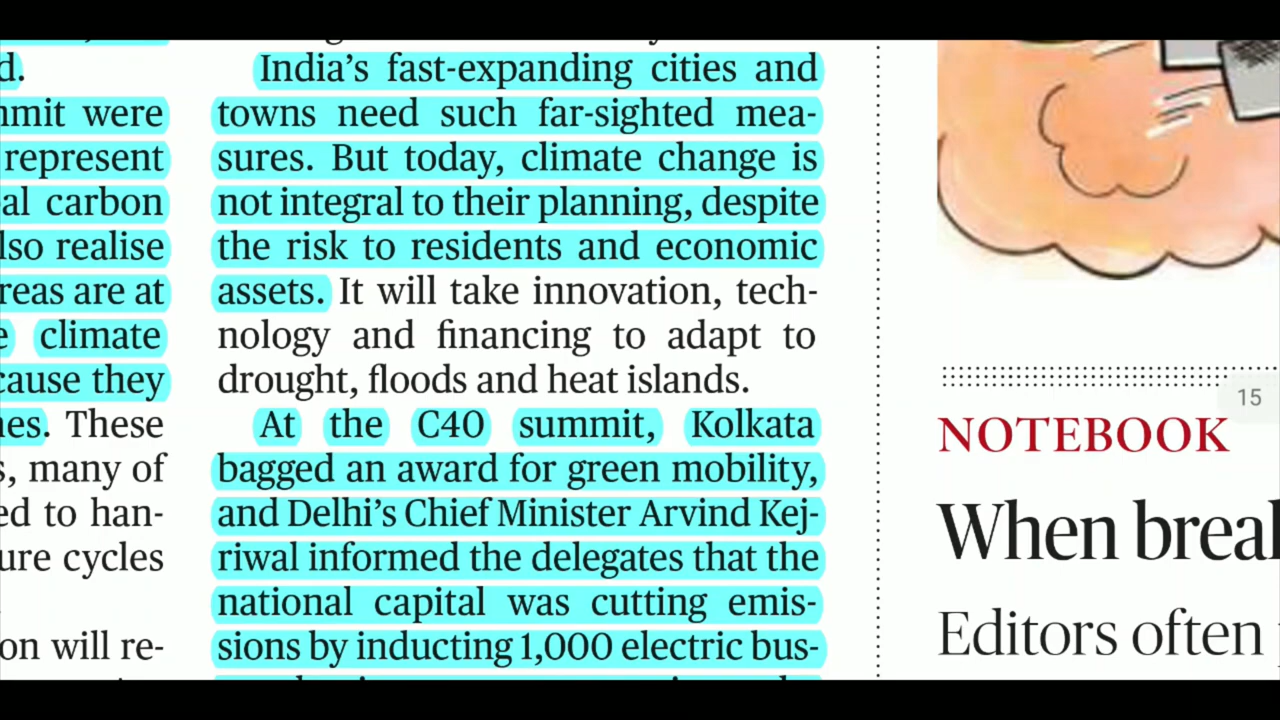 d.
mmit were
represent
al carbon
lso realise
reas are at
climate
cause they
nes. These
s, many of
ed to han-
ure cycles
on will re-
India's fast-expanding cities and
towns need such far-sighted mea-
sures. But today, climate change is
not integral to their planning, despite
the risk to residents and economic
assets. It will take innovation, tech-
nology and financing to adapt to
drought, floods and heat islands.
At the C40 summit, Kolkata
bagged an award for green mobility,
and Delhi's Chief Minister Arvind Kej-
riwal informed the delegates that the
national capital was cutting emis-
sions by inducting 1,000 electric bus-
15
NOTEBOOK
When break
Editors often